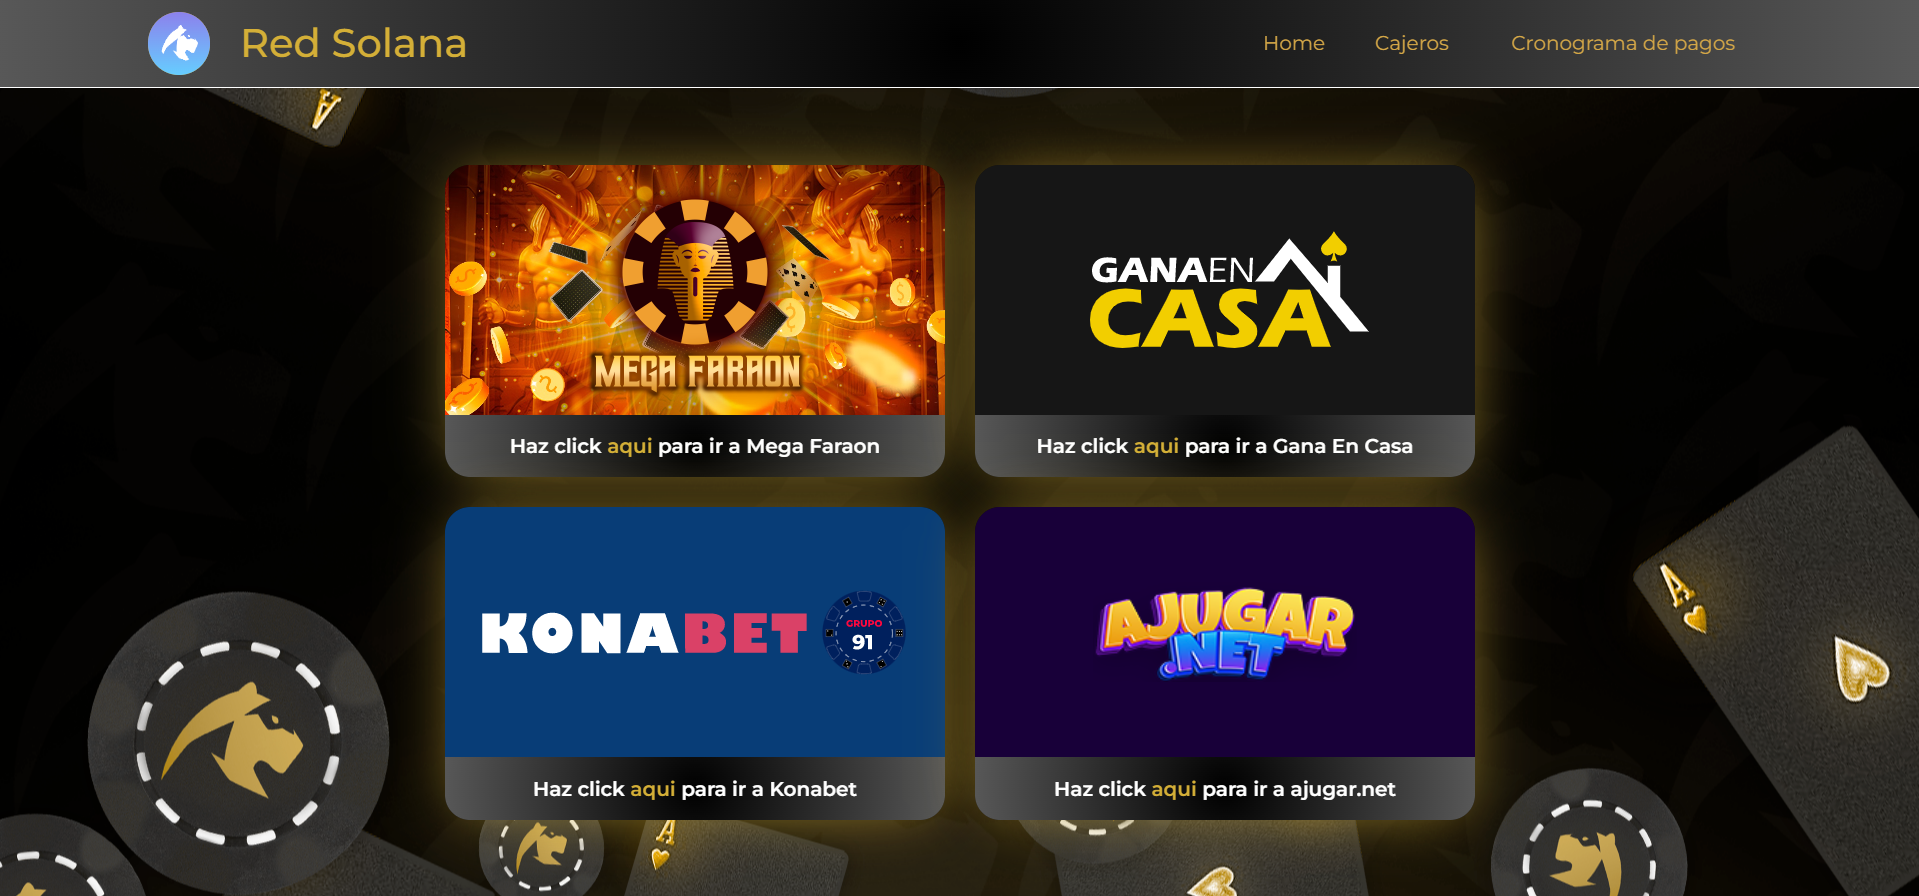 Red Solana
Home
Cajeros
Cronograma de pagos
A
MEGA FARAON
GANAEN
CASA
Haz click aqui para ir a Mega Faraon
Haz click aqui para ir a Gana En Casa
KONABET
GRUPO
91
AJUGAR
.NET
A
Haz click aqui para ir a Konabet
Haz click aqui para ir a ajugar.net
A